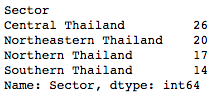 Sector
Central Thailand 26
Northeastern Thailand 20
Northern Thailand 17
Southern Thailand 14
Name: Sector, dtype: int64